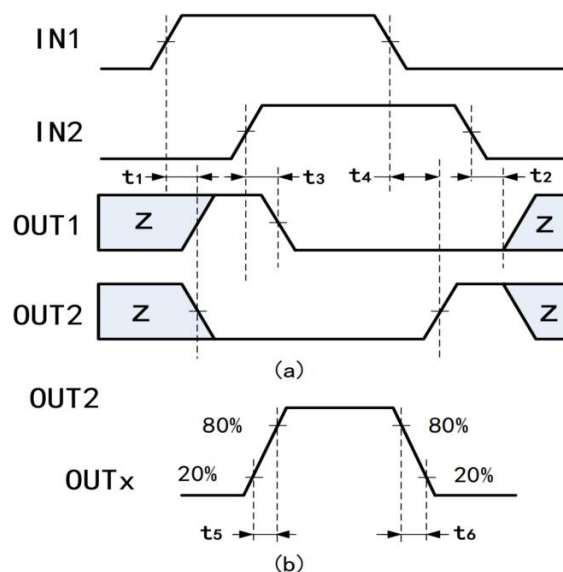 IN1
IN2
t1 t3 t4 t2
OUT1 Z Z
OUT2 Z Z
(a)
OUT2
80% 80%
OUTx 20% 20%
t5 t6
(b)